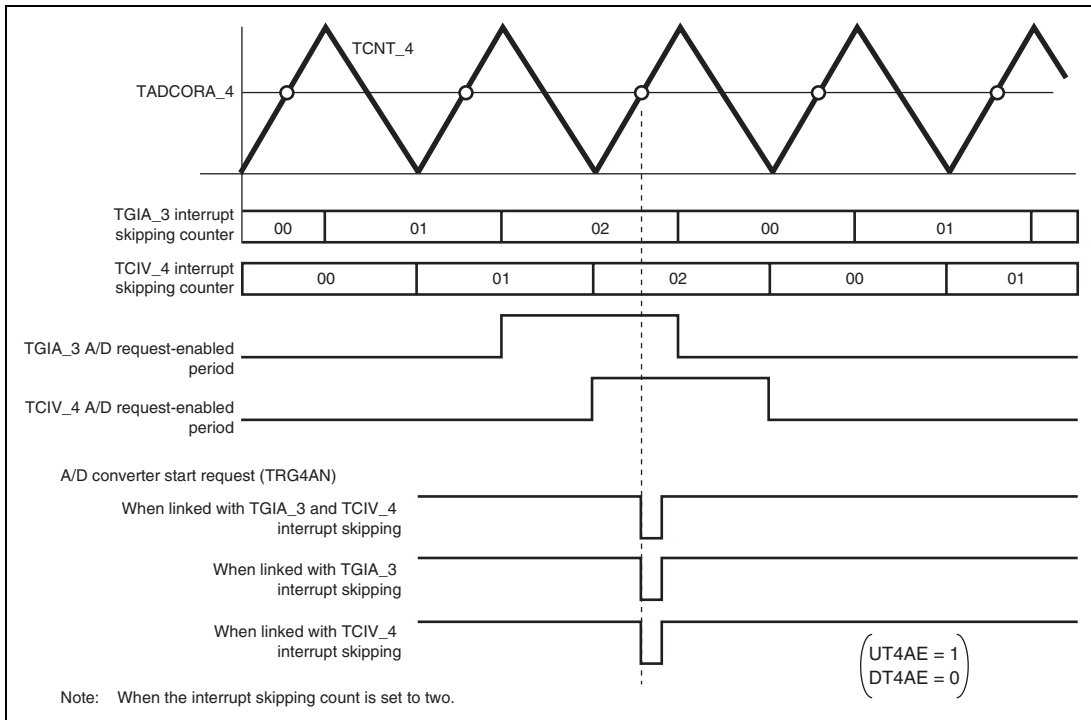 TCNT_4
TADCORA_4
TGIA_3 interrupt
skipping counter
00 01 02 00 01
TCIV_4 interrupt
skipping counter
00 01 02 00 01
TGIA_3 A/D request-enabled
period
TCIV_4 A/D request-enabled
period
A/D converter start request (TRG4AN)
When linked with TGIA_3 and TCIV_4
interrupt skipping
When linked with TGIA_3
interrupt skipping
When linked with TCIV_4
interrupt skipping
UT4AE = 1
DT4AE = 0
Note: When the interrupt skipping count is set to two.